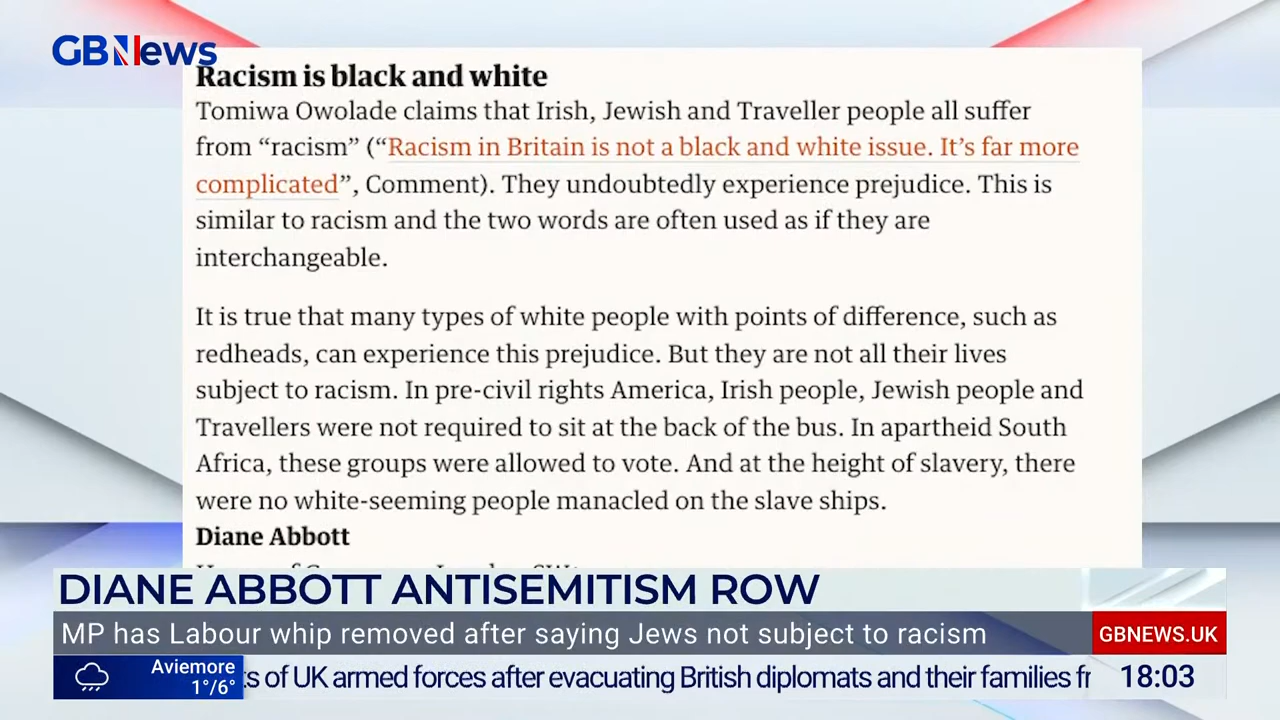 GBNews
Racism is black and white
Tomiwa Owolade claims that Irish, Jewish and Traveller people all suffer
from “racism” (“Racism in Britain is not a black and white issue. It’s far more
complicated”, Comment). They undoubtedly experience prejudice. This is
similar to racism and the two words are often used as if they are
interchangeable.
It is true that many types of white people with points of difference, such as
redheads, can experience this prejudice. But they are not all their lives
subject to racism. In pre-civil rights America, Irish people, Jewish people and
Travellers were not required to sit at the back of the bus. In apartheid South
Africa, these groups were allowed to vote. And at the height of slavery, there
were no white-seeming people manacled on the slave ships.
Diane Abbott
DIANE ABBOTT ANTISEMITISM ROW
MP has Labour whip removed after saying Jews not subject to racism
GBNEWS.UK
Aviemore
1°/6°
of UK armed forces after evacuating British diplomats and their families
18:03